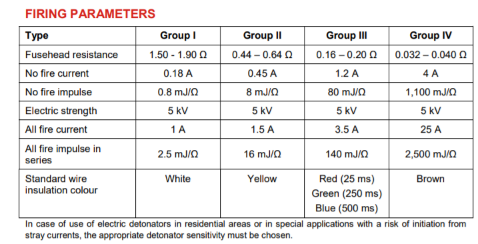 FIRING PARAMETERS
Type Group I Group II Group III Group IV
Fusehead resistance 1.50 - 1.90 Ω 0.44 – 0.64 Ω 0.16 – 0.20 Ω 0.032 – 0.040 Ω
No fire current 0.18 A 0.45 A 1.2 A 4 A
No fire impulse 0.8 mJ/Ω 8 mJ/Ω 80 mJ/Ω 1,100 mJ/Ω
Electric strength 5 kV 5 kV 5 kV 5 kV
All fire current 1 A 1.5 A 3.5 A 25 A
All fire impulse in
series 2.5 mJ/Ω 16 mJ/Ω 140 mJ/Ω 2,500 mJ/Ω
Standard wire White Yellow Red (25 ms) Brown
insulation colour Green (250 ms)
Blue (500 ms)
In case of use of electric detonators in residential areas or in special applications with a risk of initiation from
stray currents, the appropriate detonator sensitivity must be chosen.